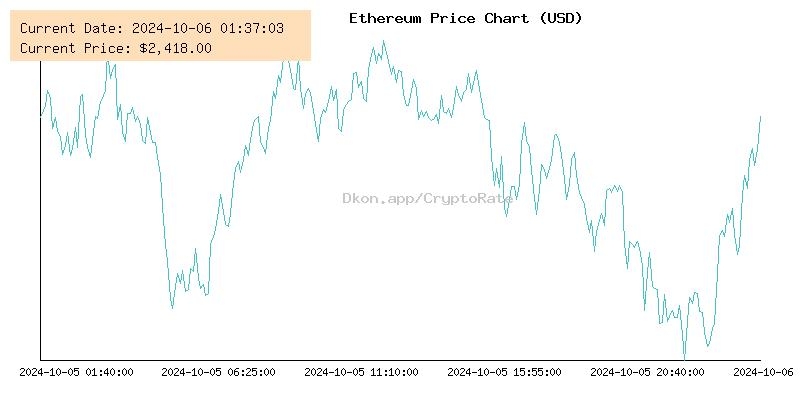 Ethereum Price Chart (USD)
Current Date: 2024-10-06 01:37:03
Current Price: $2,418.00
Dkon.app/CryptoRate
2024-10-05 01:40:00 2024-10-05 06:25:00 2024-10-05 11:10:00 2024-10-05 15:55:00 2024-10-05 20:40:00 2024-10-06